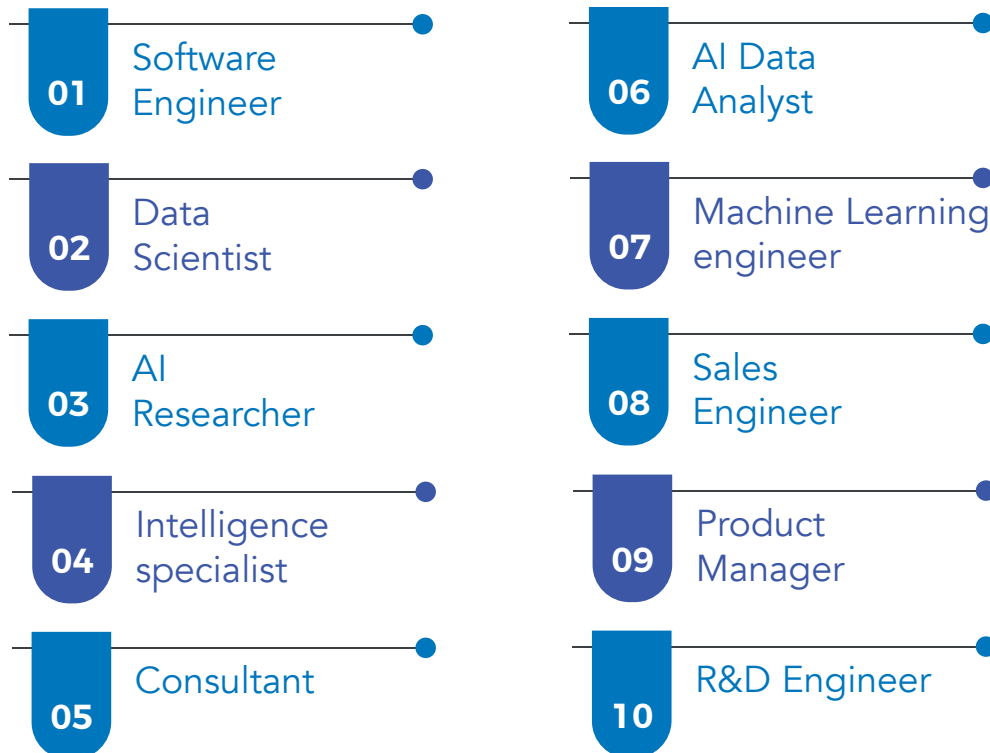 01
Software
Engineer
02
Data
Scientist
03
AI
Researcher
04
Intelligence
specialist
05
Consultant
06
AI Data
Analyst
07
Machine Learning
engineer
08
Sales
Engineer
09
Product
Manager
10
R&D Engineer